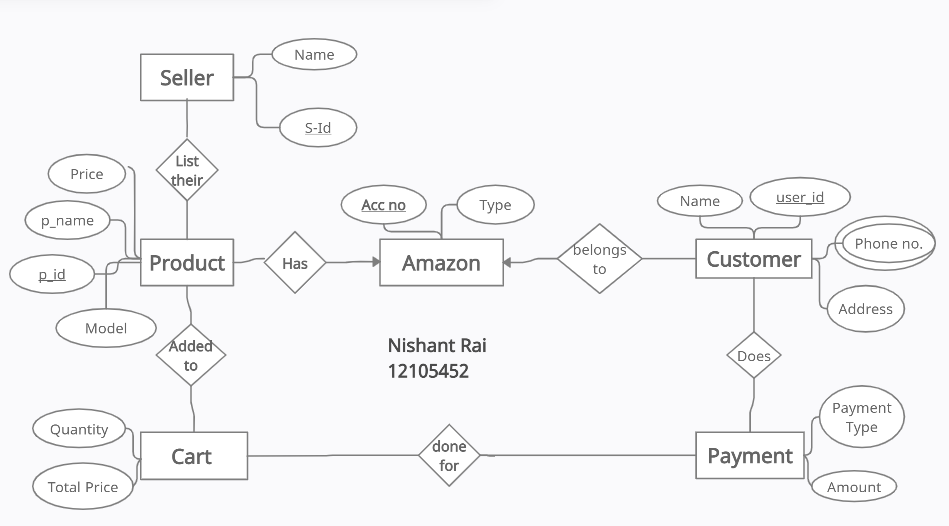 Name
Seller
S-Id
List
their
Price
p_name
p_id
Model
Product
Has
Acc no
Type
Amazon
belongs
to
Name
user_id
Customer
Phone no.
Address
Added
to
Nishant Rai
12105452
Does
Quantity
Total Price
Cart
done
for
Payment
Payment
Type
Amount